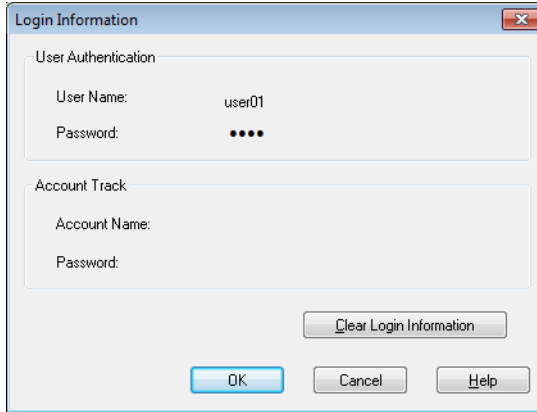 Login Information
User Authentication
User Name: user01
Password: ••••
Account Track
Account Name:
Password:
Clear Login Information
OK Cancel Help